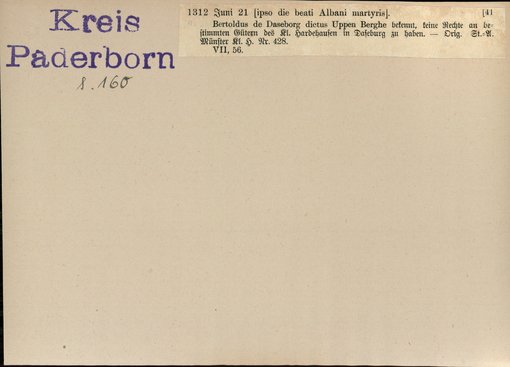 Kreis
Paderborn
s. 160
1312 Juni 21 [ipso die beati Albani martyris]. [41
Bertoldus de Daseborg dictus Uppen Berghe bekennt, keine Rechte an be-
stimmten Gütern des Kl. Hardehausen in Daseburg zu haben. — Orig. St.-A.
Münster Kl. H. Nr. 428.
VII, 56.